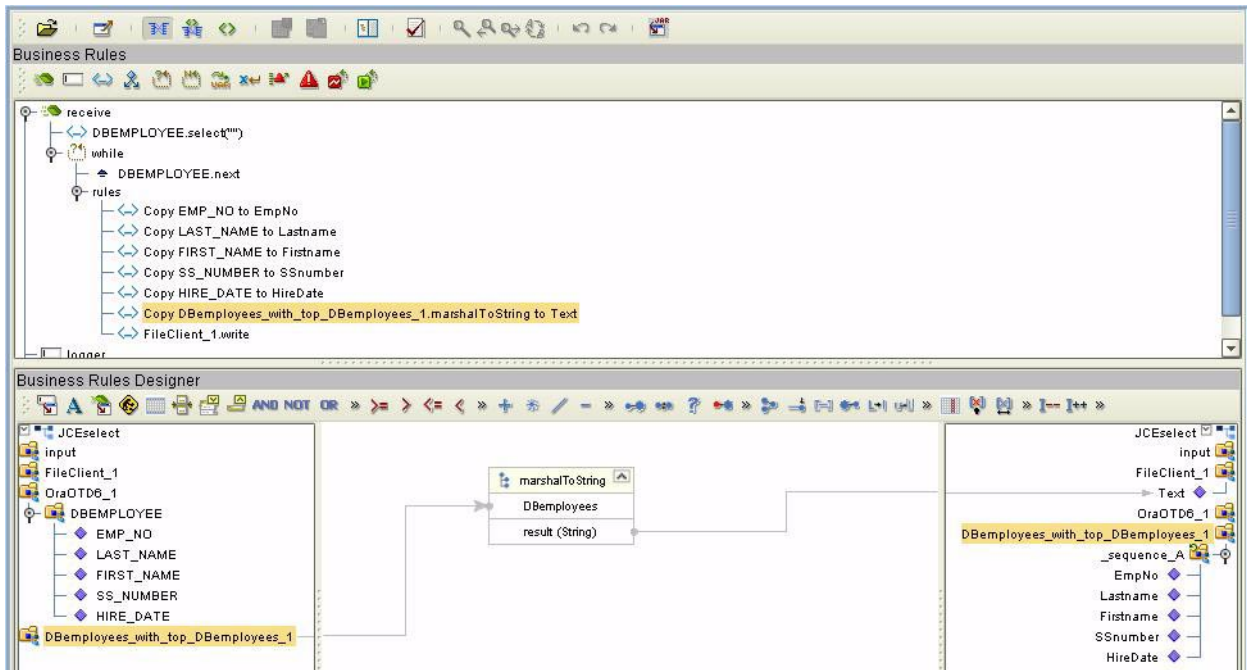 JAR
Business Rules
receive
DBEMPLOYEE.select("")
while
DBEMPLOYEE.next
rules
Copy EMP_NO to EmpNo
Copy LAST_NAME to Lastname
Copy FIRST_NAME to Firstname
Copy SS_NUMBER to SSnumber
Copy HIRE_DATE to HireDate
Copy DBemployees_with_top_DBemployees_1.marshalToString to Text
FileClient_1.write
logger
Business Rules Designer
A AND NOT OR » >= > <= < » + / - » ? » » » I-- I++ »
JCEselect
input
FileClient_1
OraOTD6_1
DBEMPLOYEE
EMP_NO
LAST_NAME
FIRST_NAME
SS_NUMBER
HIRE_DATE
DBemployees_with_top_DBemployees_1
marshalToString
DBemployees
result (String)
JCEselect
input
FileClient_1
Text
OraOTD6_1
DBemployees_with_top_DBemployees_1
_sequence_A
EmpNo
Lastname
Firstname
SSnumber
HireDate